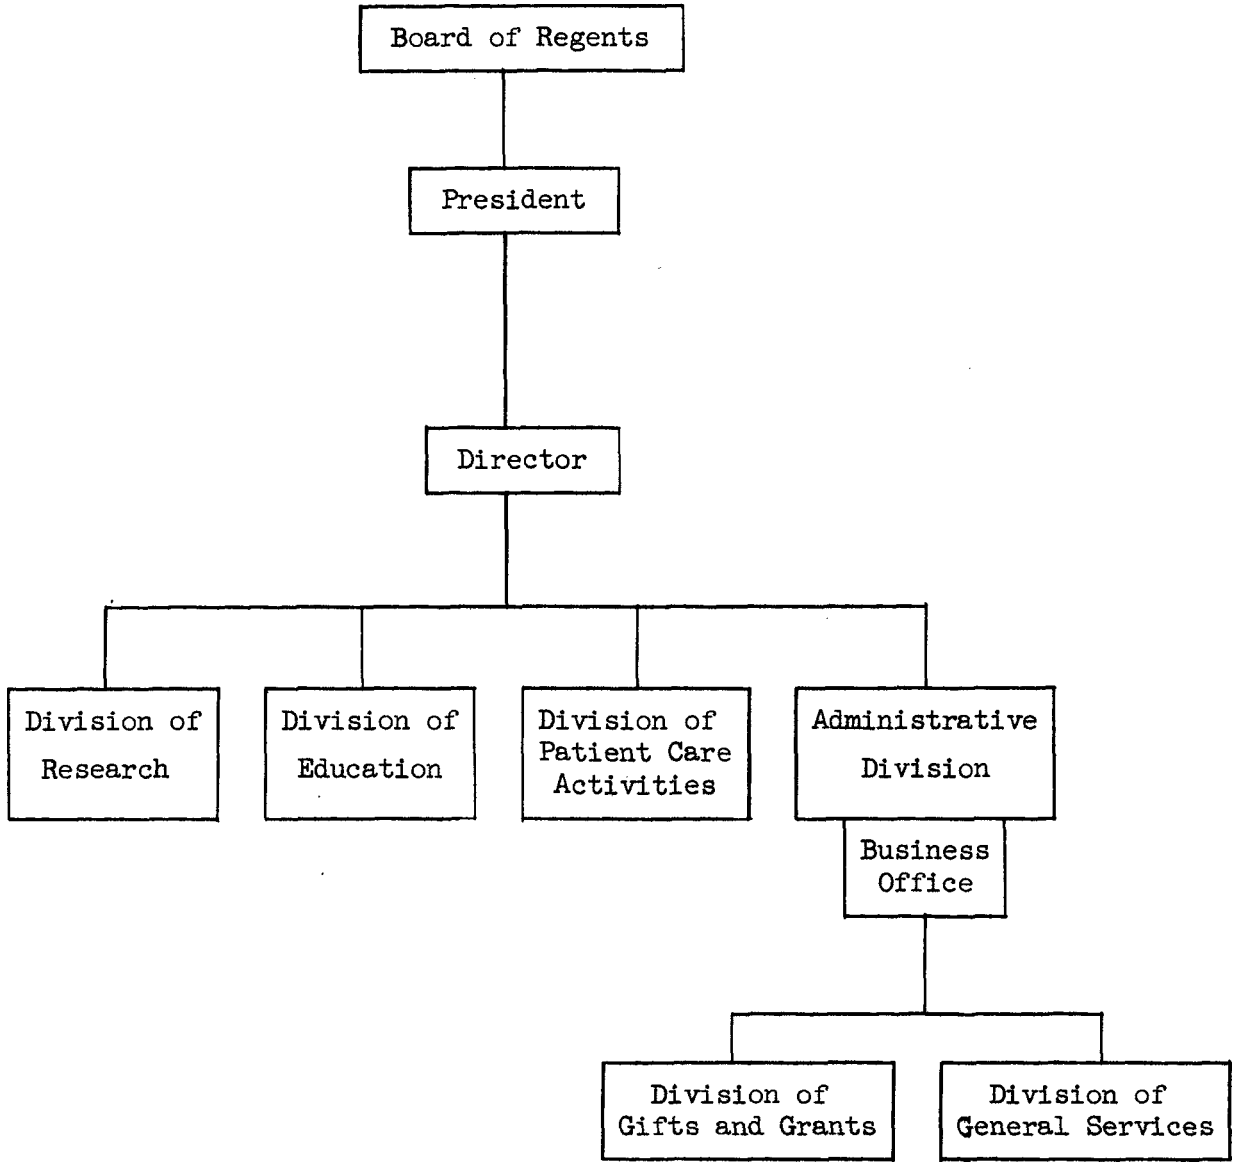 Board of Regents
President
Director
Division of
Research
Division of
Education
Division of
Patient Care
Activities
Administrative
Division
Business
Office
Division of
Gifts and Grants
Division of
General Services